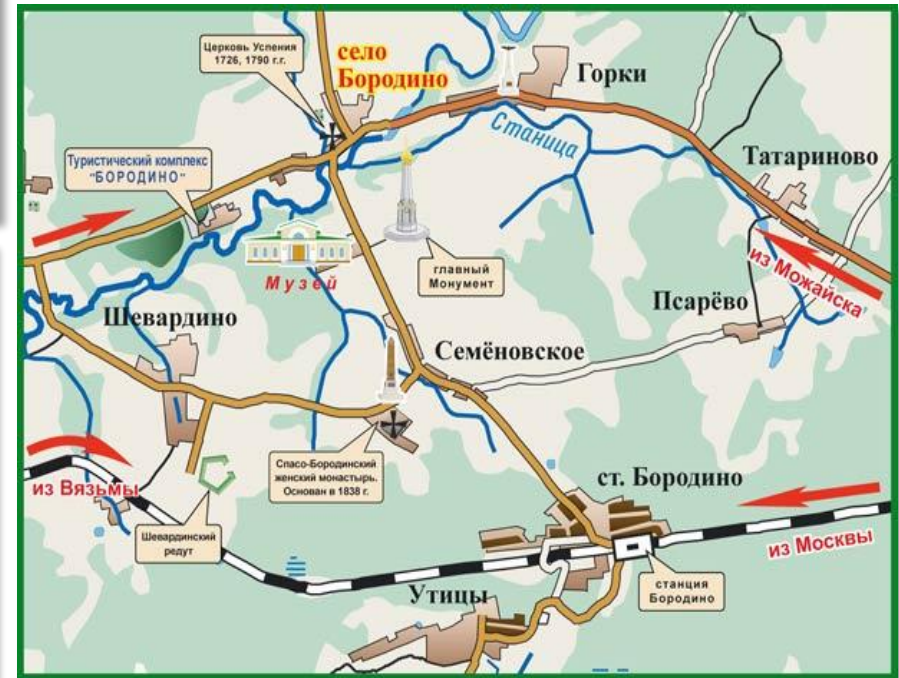 Церковь Успения
1726, 1790 г.г.
село
Бородино
Горки
Станица
Татариново
Туристический комплекс
"БОРОДИНО"
из Можайска
Музей
главный
Монумент
Псарёво
Шевардино
Семёновское
Спасо-Бородинский
женский монастырь.
Основан в 1838 г.
из Вязьмы
Шевардинский
редут
ст. Бородино
из Москвы
станция
Бородино
Утицы